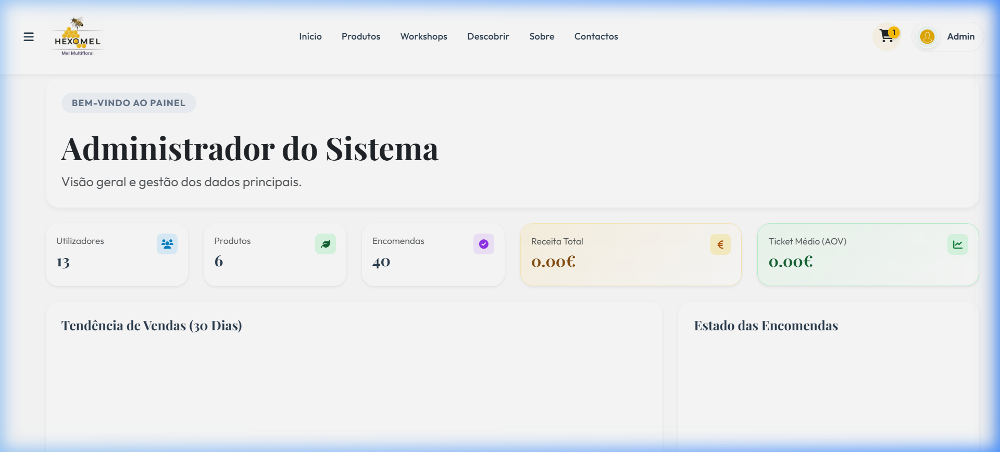 HEXOMEL
Mel Multifloral
Início
Produtos
Workshops
Descobrir
Sobre
Contactos
1
Admin
BEM-VINDO AO PAINEL
Administrador do Sistema
Visão geral e gestão dos dados principais.
Utilizadores
13
Produtos
6
Encomendas
40
Receita Total
0.00€
Ticket Médio (AOV)
0.00€
Tendência de Vendas (30 Dias)
Estado das Encomendas